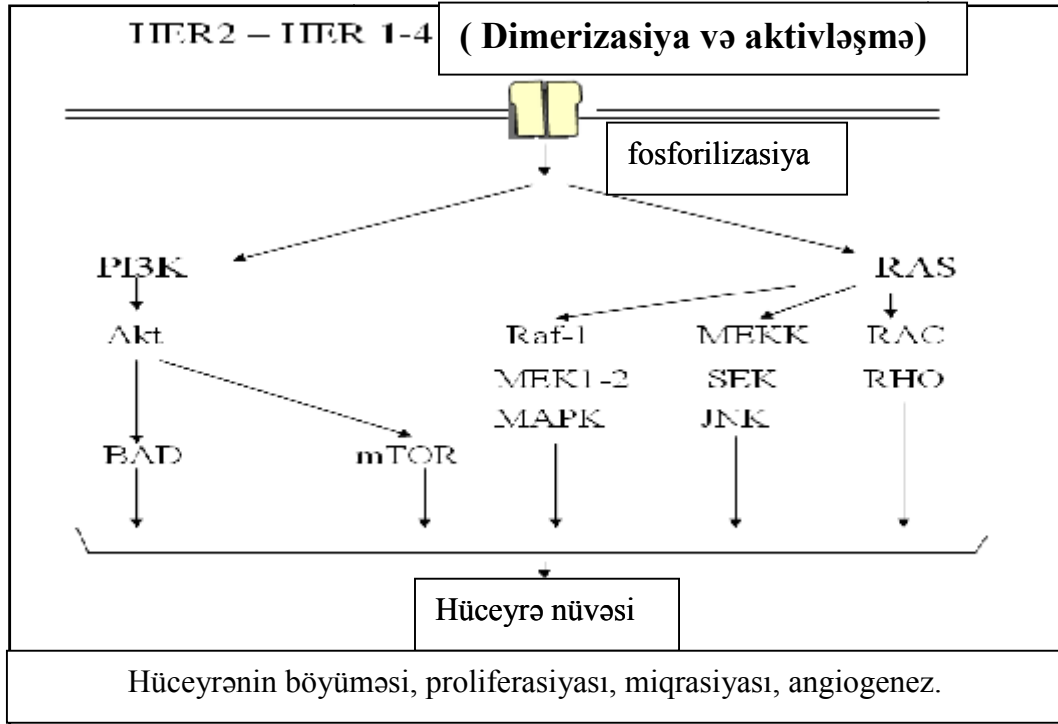 HER2 – HER 1-4 ( Dimerizasiya və aktivləşmə)
fosforilizasiya
PI3K RAS
Akt Raf-1 MEKK RAC
MEK1-2 SEK RHO
MAPK JNK
BAD mTOR
Hüceyrə nüvəsi
Hüceyrənin böyüməsi, proliferasiyası, miqrasiyası, angiogenez.